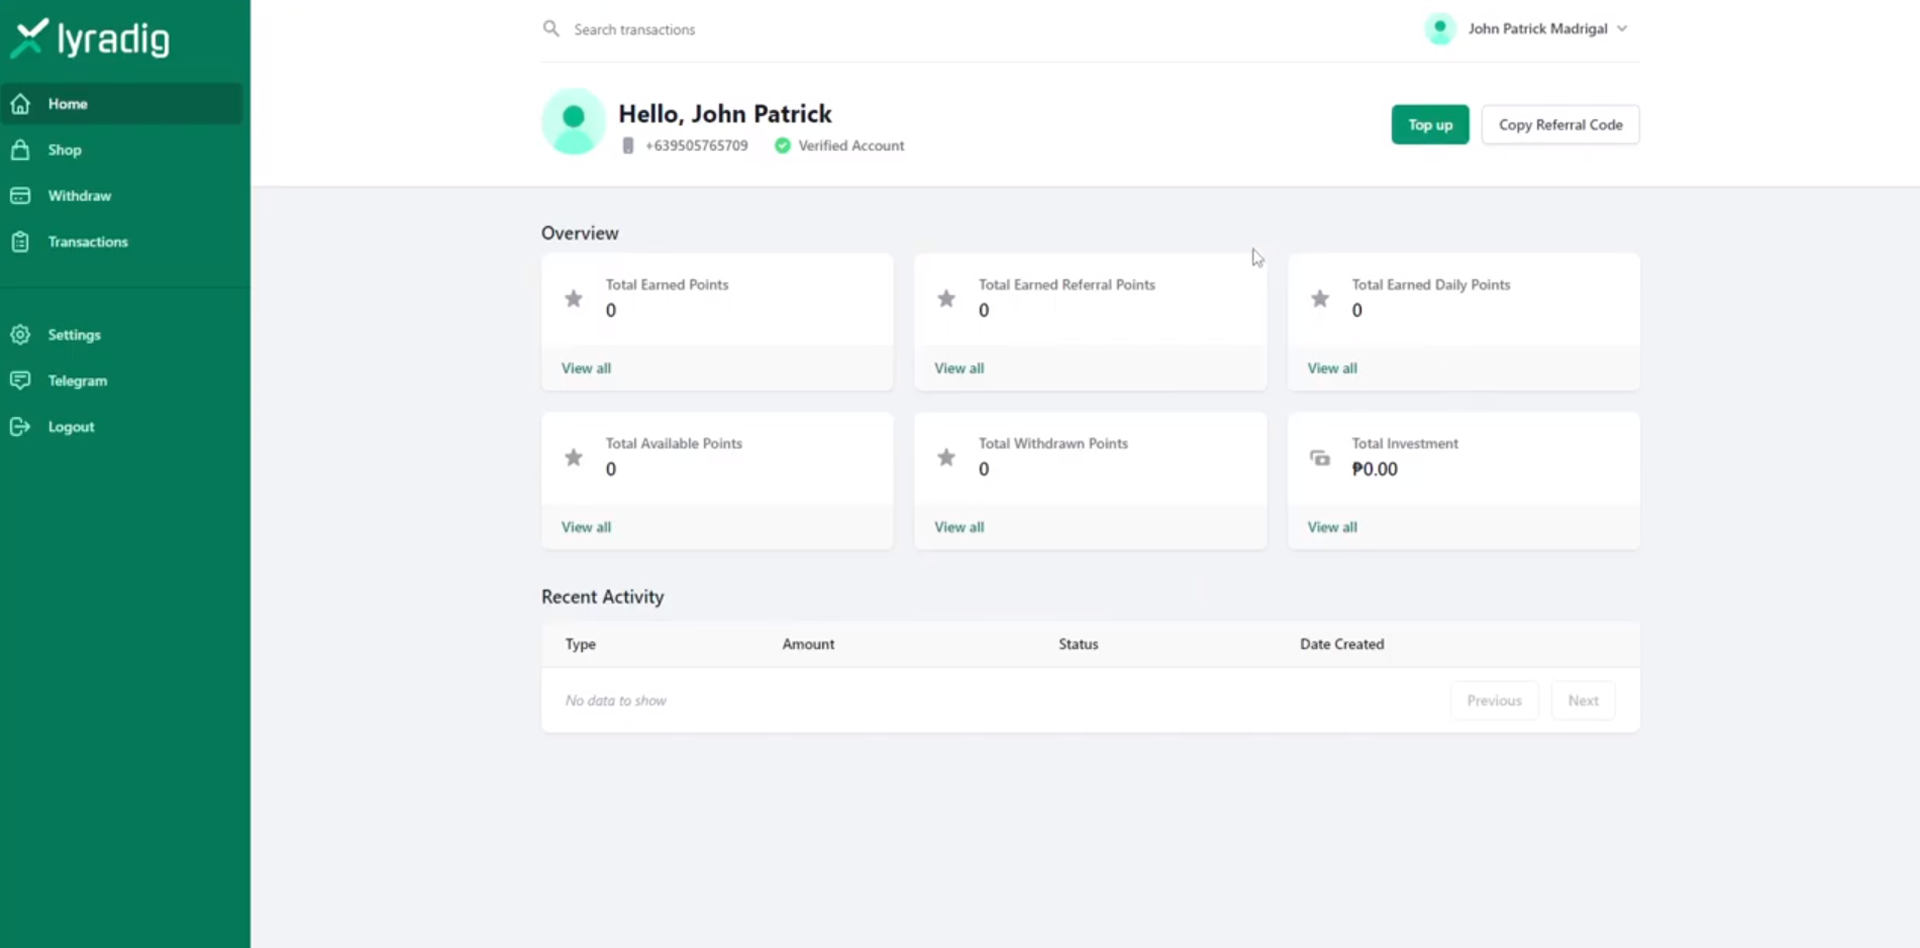 lyradig
Home
Shop
Withdraw
Transactions
Settings
Telegram
Logout
Search transactions
John Patrick Madrigal
Hello, John Patrick
+639505765709 Verified Account
Top up
Copy Referral Code
Overview
Total Earned Points
0
View all
Total Earned Referral Points
0
View all
Total Earned Daily Points
0
View all
Total Available Points
0
View all
Total Withdrawn Points
0
View all
Total Investment
₱0.00
View all
Recent Activity
Type Amount Status Date Created
No data to show
Previous Next